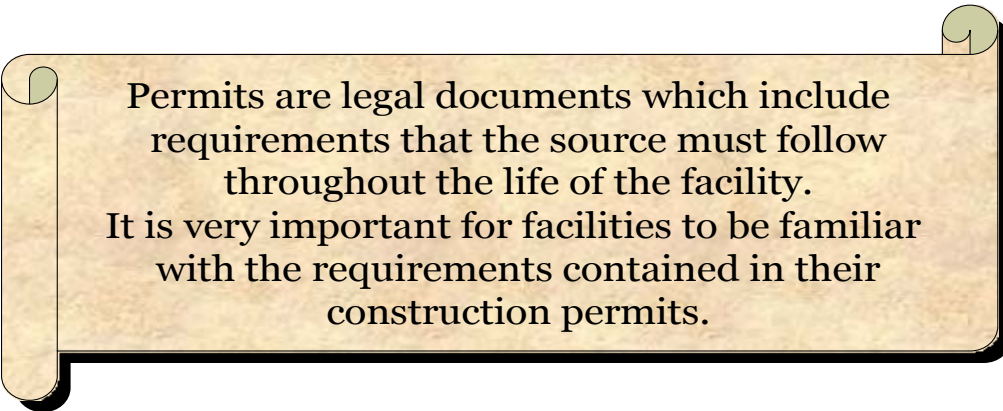 Permits are legal documents which include
requirements that the source must follow
throughout the life of the facility.
It is very important for facilities to be familiar
with the requirements contained in their
construction permits.